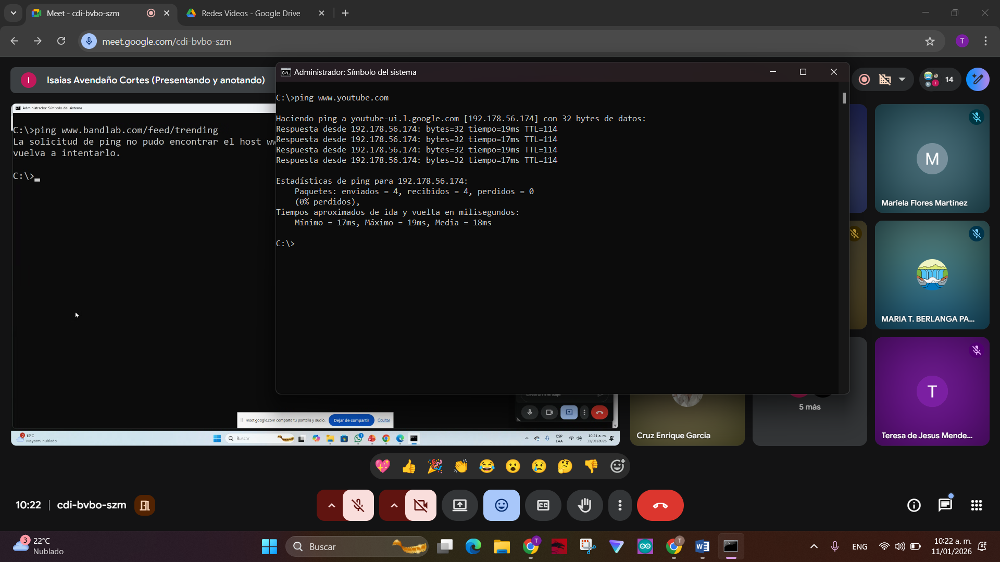 Meet - cdi-bvbo-szm
Redes Videos - Google Drive
meet.google.com/cdi-bvbo-szm
T
I
Isaias Avendaño Cortes (Presentando y anotando)
14
Administrador: Símbolo del sistema
C:\>ping www.bandlab.com/feed/trending
La solicitud de ping no pudo encontrar el host
vuelva a intentarlo.
C:\>
Administrador: Símbolo del sistema
C:\>ping www.youtube.com
Haciendo ping a youtube-ui.l.google.com [192.178.56.174] con 32 bytes de datos:
Respuesta desde 192.178.56.174: bytes=32 tiempo=19ms TTL=114
Respuesta desde 192.178.56.174: bytes=32 tiempo=17ms TTL=114
Respuesta desde 192.178.56.174: bytes=32 tiempo=19ms TTL=114
Respuesta desde 192.178.56.174: bytes=32 tiempo=17ms TTL=114
Estadísticas de ping para 192.178.56.174:
Paquetes: enviados = 4, recibidos = 4, perdidos = 0
(0% perdidos),
Tiempos aproximados de ida y vuelta en milisegundos:
Mínimo = 17ms, Máximo = 19ms, Media = 18ms
C:\>
M
Mariela Flores Martínez
MARIA T. BERLANGA PA...
T
Teresa de Jesus Mende...
5 más
Cruz Enrique Garcia
meet.google.com comparte tu pantalla y audio.
Dejar de compartir
Ocultar
3
15°C
Mayorm. nublado
Buscar
ESP
LAA
10:21 a. m.
11/01/2026
10:22
cdi-bvbo-szm
CC
3
22°C
Nublado
Buscar
T
T
ENG
10:22 a. m.
11/01/2026